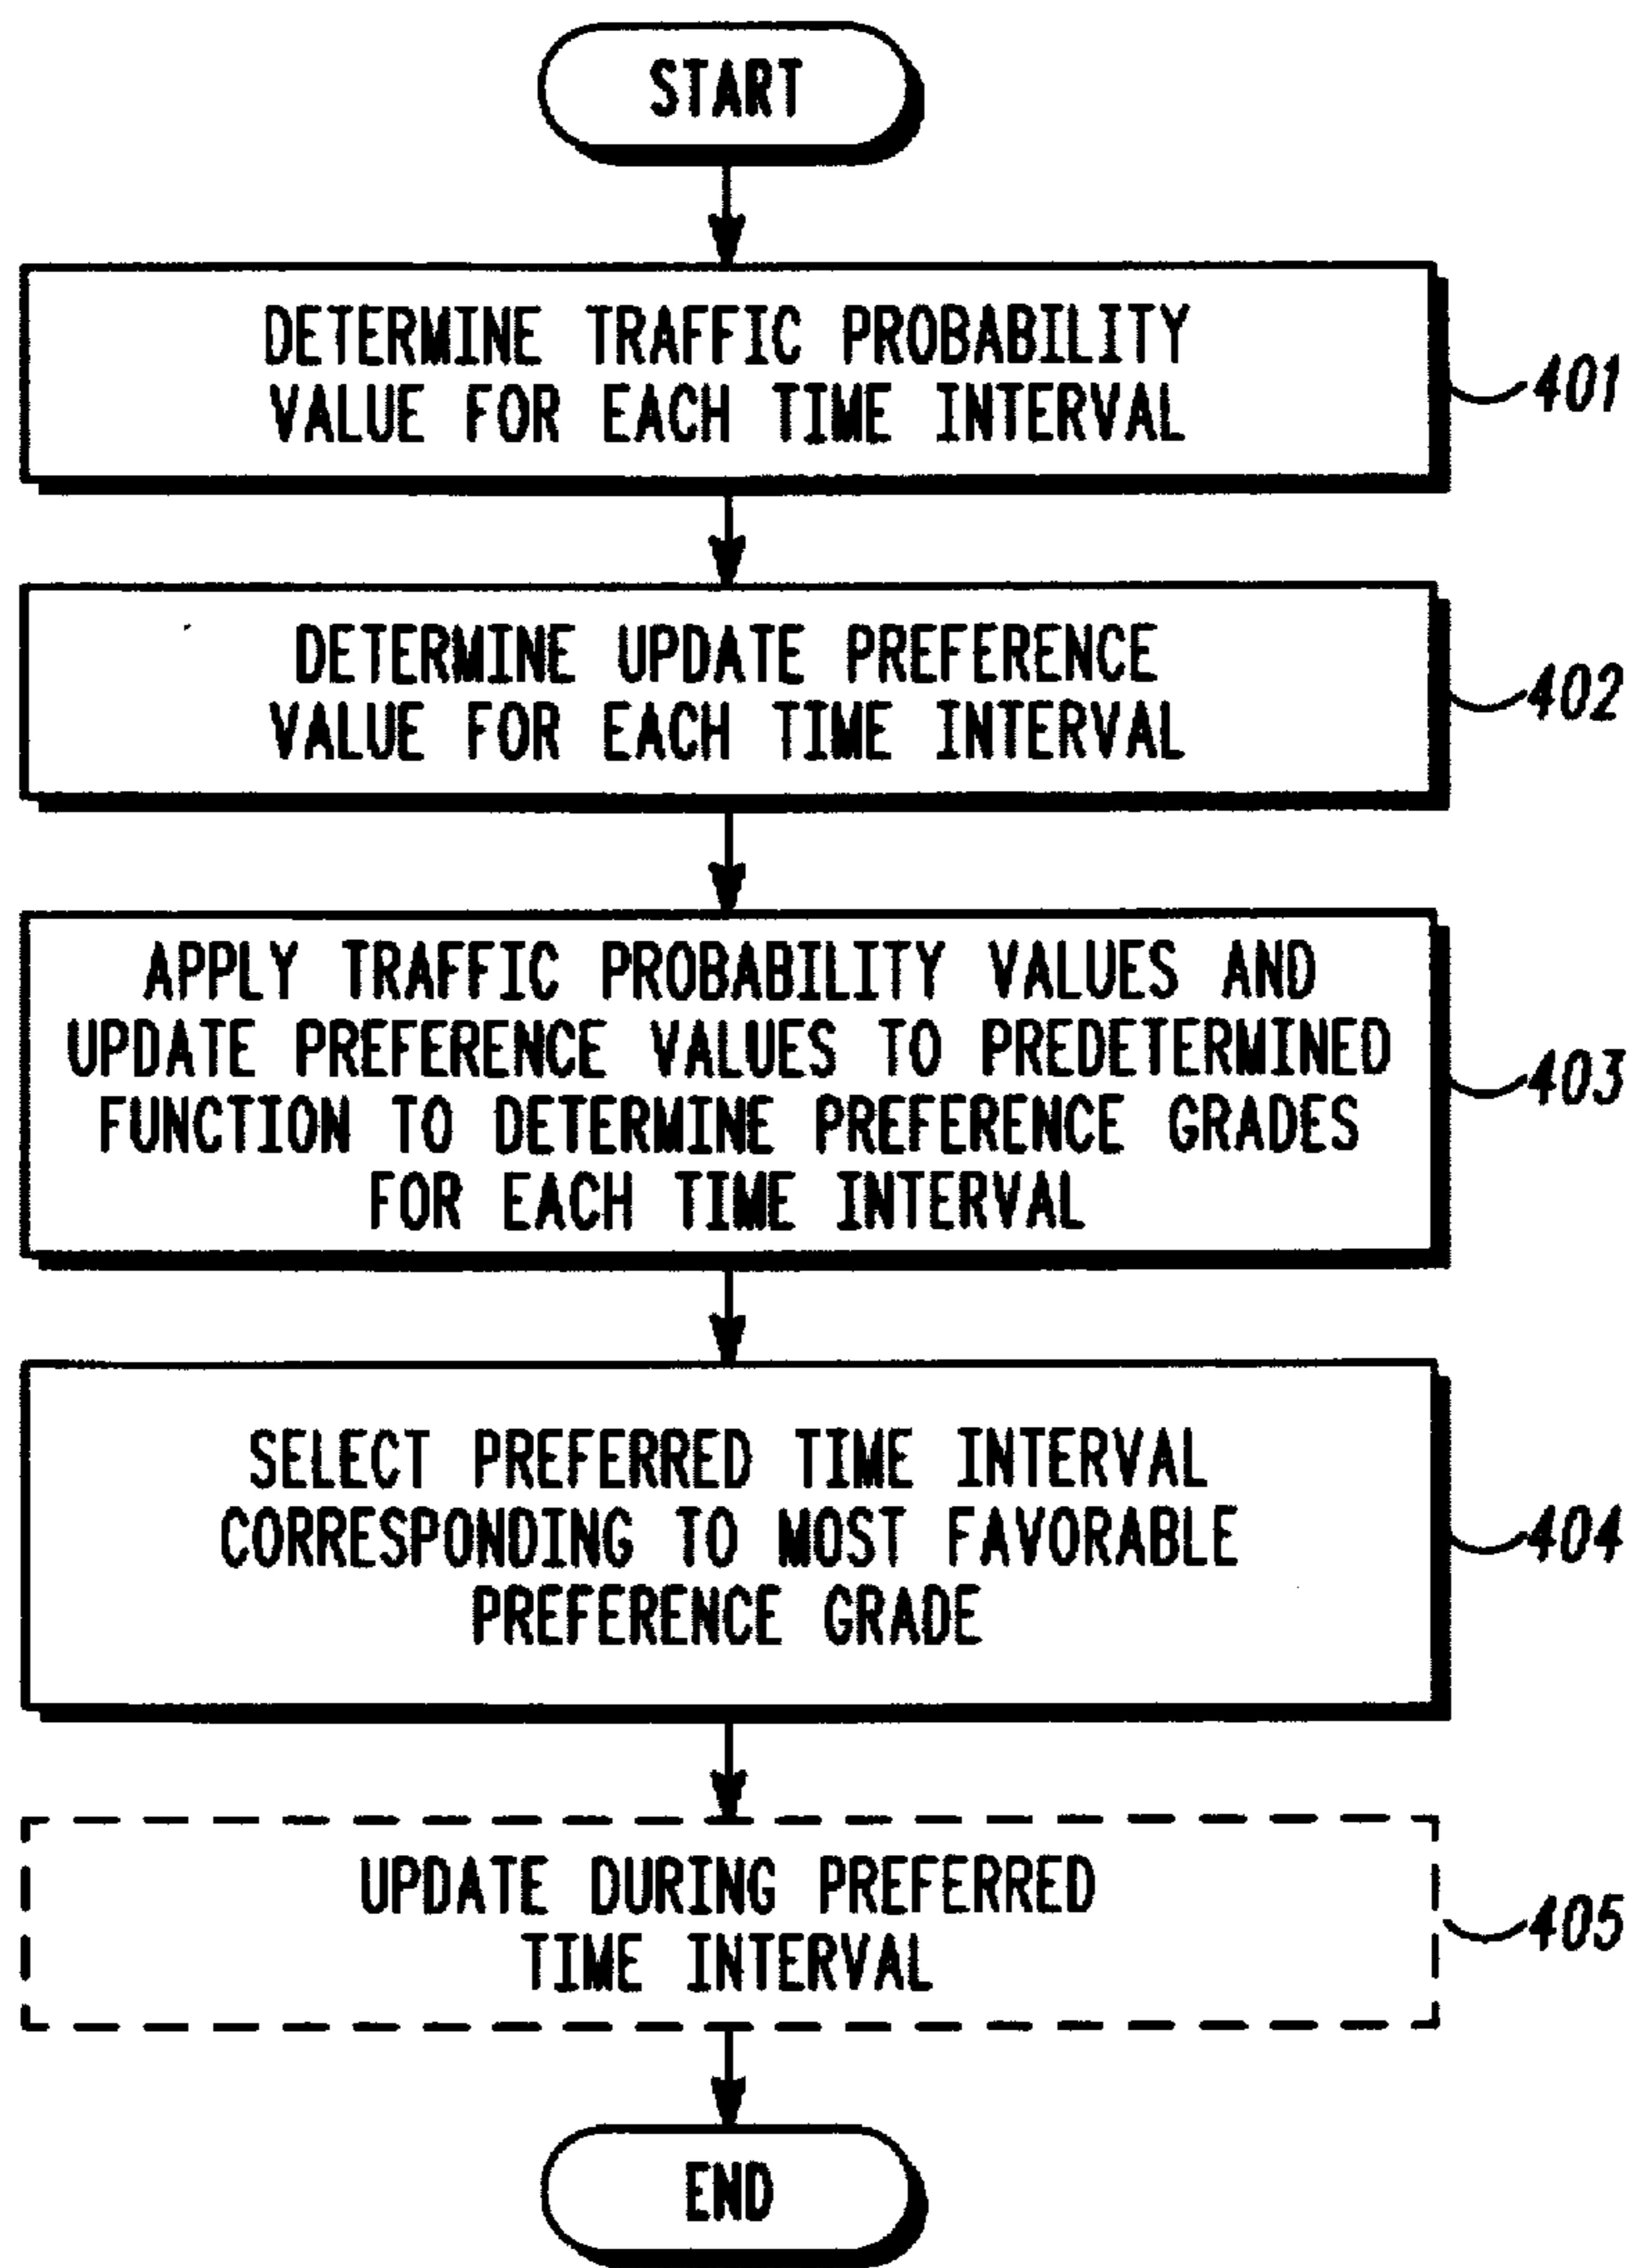 START
DETERMINE TRAFFIC PROBABILITY
VALUE FOR EACH TIME INTERVAL
401
DETERMINE UPDATE PREFERENCE
VALUE FOR EACH TIME INTERVAL
402
APPLY TRAFFIC PROBABILITY VALUES AND
UPDATE PREFERENCE VALUES TO PREDETERMINED
FUNCTION TO DETERMINE PREFERENCE GRADES
FOR EACH TIME INTERVAL
403
SELECT PREFERRED TIME INTERVAL
CORRESPONDING TO MOST FAVORABLE
PREFERENCE GRADE
404
UPDATE DURING PREFERRED
TIME INTERVAL
405
END